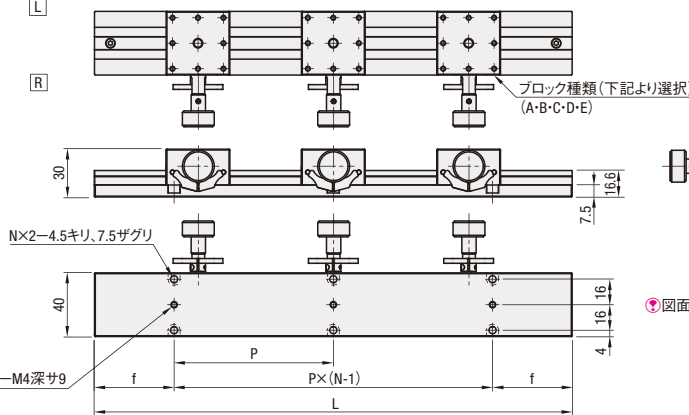 L
R
ブロック種類(下記より選択)
(A・B・C・D・E)
30
16.6
7.5
N×2－4.5キリ、7.5ザグリ
40
16
16
4
図面
－M4深サ9
P
f
P×(N-1)
f
L